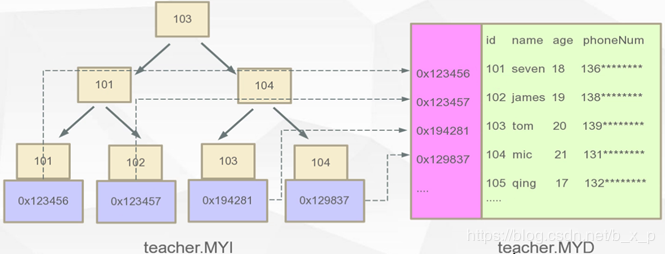 103
101
104
101
102
103
104
0x123456
0x123457
0x194281
0x129837
teacher.MYI
0x123456
0x123457
0x194281
0x129837
....
id name age phoneNum
101 seven 18 136********
102 james 19 138********
103 tom 20 139********
104 mic 21 131********
105 qing 17 132********
.....
teacher.MYD
https://blog.csdn.net/b_x_p